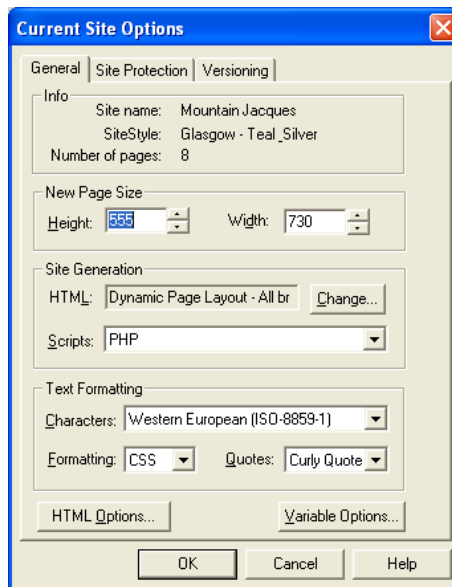 Current Site Options
General Site Protection Versioning
Info
Site name: Mountain Jacques
SiteStyle: Glasgow - Teal_Silver
Number of pages: 8
New Page Size
Height: 555 Width: 730
Site Generation
HTML: Dynamic Page Layout - All br Change...
Scripts: PHP
Text Formatting
Characters: Western European (ISO-8859-1)
Formatting: CSS Quotes: Curly Quote
HTML Options... Variable Options...
OK Cancel Help